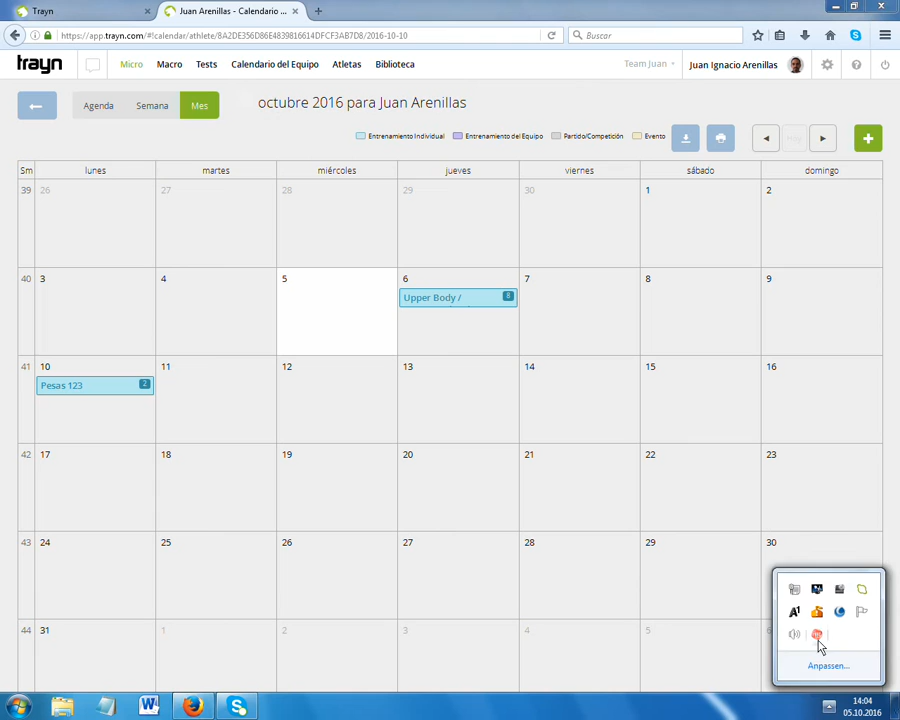 Trayn
Juan Arenillas - Calendario ...
https://app.trayn.com/#!calendar/athlete/8A2DE356D86E4839816614DFCF3AB7D8/2016-10-10
Buscar
trayn
Micro
Macro
Tests
Calendario del Equipo
Atletas
Biblioteca
Team Juan
Juan Ignacio Arenillas
Agenda
Semana
Mes
octubre 2016 para Juan Arenillas
Entrenamiento Individual
Entrenamiento del Equipo
Partido/Competición
Evento
Sm lunes martes miércoles jueves viernes sábado domingo
39 26 27 28 29 30 1 2
40 3 4 5 6 7 8 9
Upper Body / 8
41 10 11 12 13 14 15 16
Pesas 123 2
42 17 18 19 20 21 22 23
43 24 25 26 27 28 29 30
44 31 1 2 3 4 5 6
A1
Anpassen...
14:04
05.10.2016